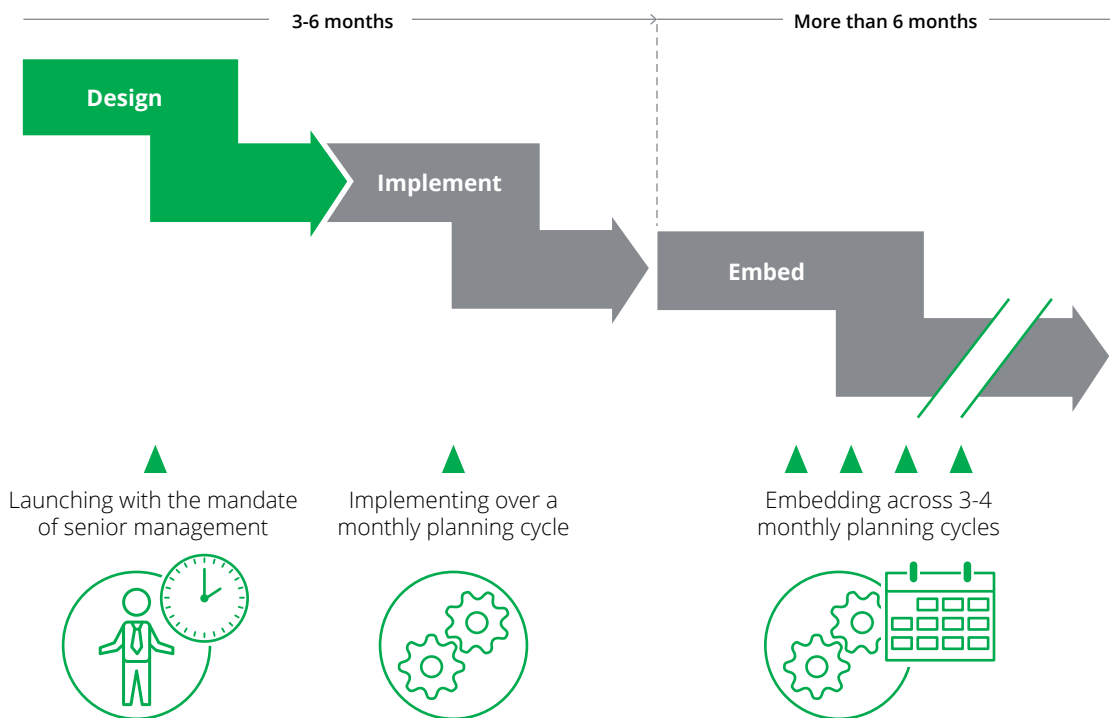 3-6 months
More than 6 months
Design
Implement
Embed
Launching with the mandate
of senior management
Implementing over a
monthly planning cycle
Embedding across 3-4
monthly planning cycles